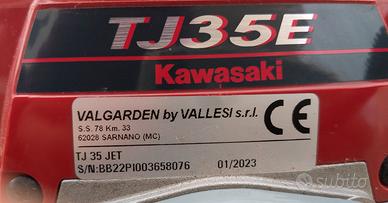 TJ35E
Kawasaki
VALGARDEN by VALLESI s.r.l.
S.S. 78 Km. 33
62028 SARNANO (MC)
CE
TJ 35 JET
S/N:BB22PI003658076 01/2023
subito